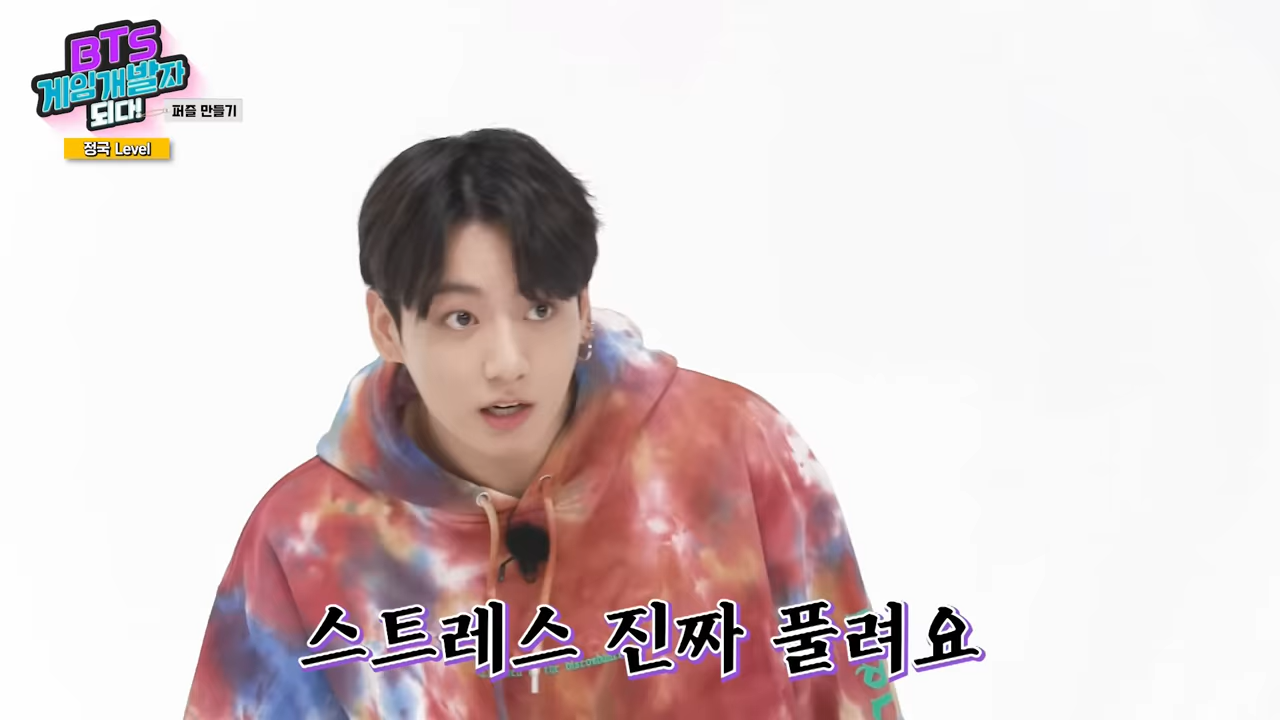 BTS
게임개발자
되다!
퍼즐 만들기
정국 Level
스트레스 진짜 풀려요